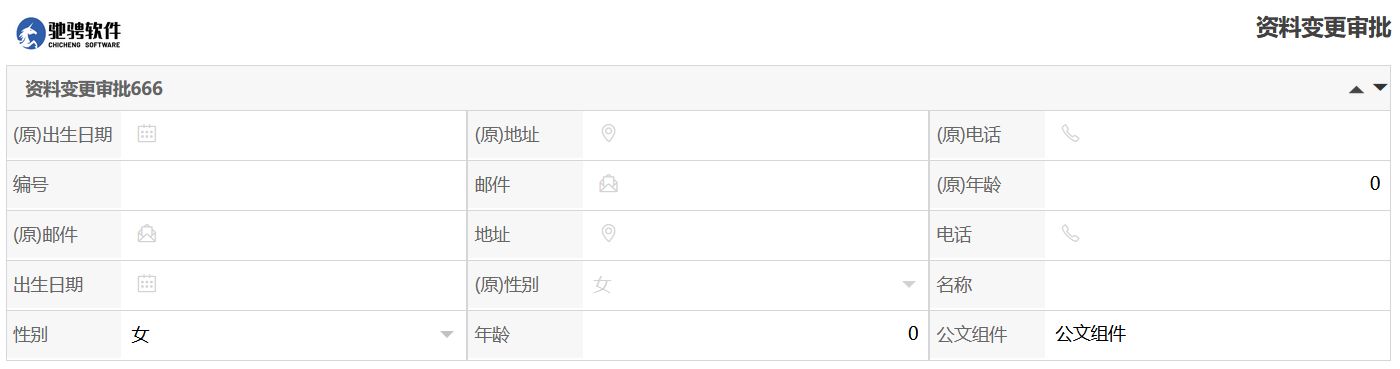 驰骋软件
CHICHENG SOFTWARE
资料变更审批
资料变更审批666
(原)出生日期 (原)地址 (原)电话
编号 邮件 (原)年龄 0
(原)邮件 地址 电话
出生日期 (原)性别 女 名称
性别 女 年龄 0 公文组件 公文组件